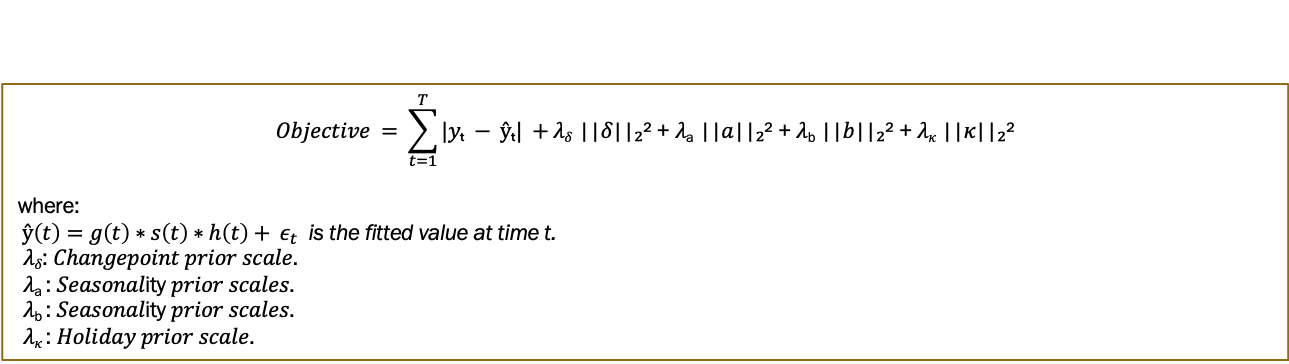 Objective = ∑_{t=1}^{T} |yₜ − ŷₜ| + λ_δ ||δ||₂² + λₐ ||a||₂² + λ_b ||b||₂² + λ_κ ||κ||₂²
where:
ŷ(t) = g(t) ∗ s(t) ∗ h(t) + ϵₜ is the fitted value at time t.
λ_δ: Changepoint prior scale.
λₐ: Seasonality prior scales.
λ_b: Seasonality prior scales.
λ_κ: Holiday prior scale.